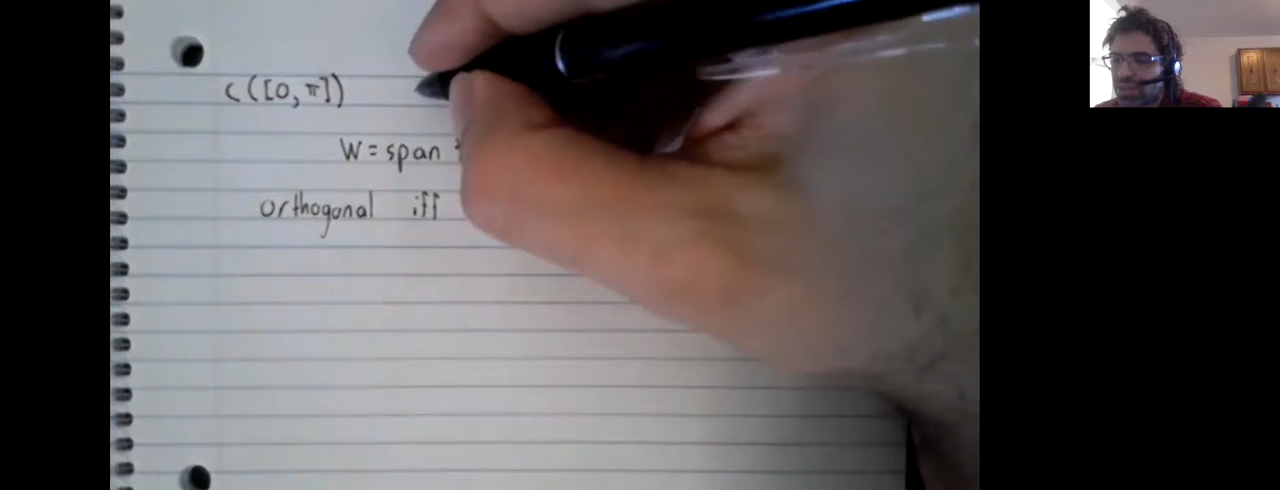 C([0, π])
W = span
orthogonal iff